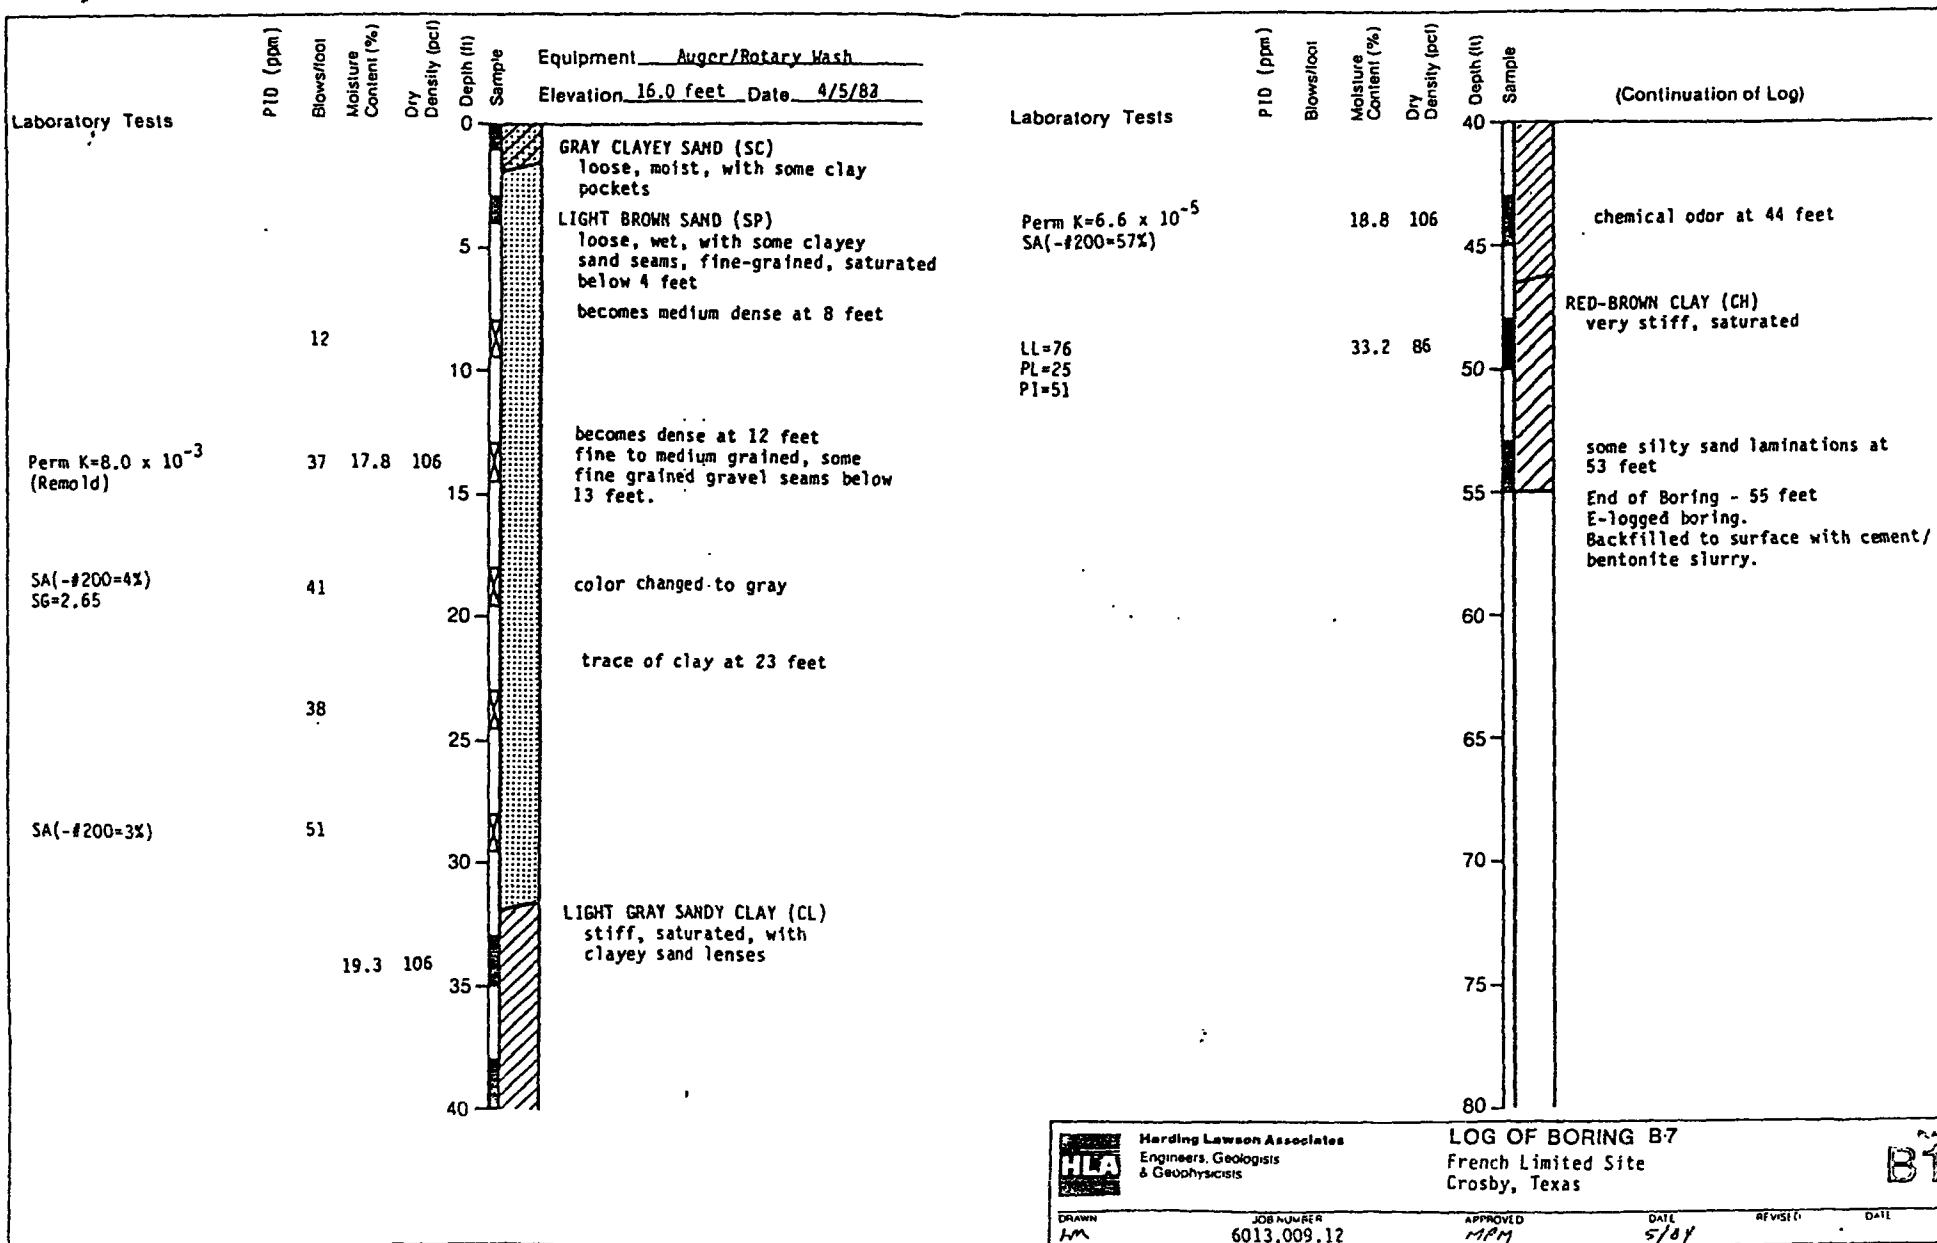 Laboratory Tests
PID (ppm)
Blows/foot
Moisture Content (%)
Dry Density (pcf)
Depth (ft)
Sample
Equipment Auger/Rotary Wash
Elevation 16.0 feet Date 4/5/83
0
GRAY CLAYEY SAND (SC)
loose, moist, with some clay
pockets
LIGHT BROWN SAND (SP)
loose, wet, with some clayey
sand seams, fine-grained, saturated
below 4 feet
5
becomes medium dense at 8 feet
12
10
becomes dense at 12 feet
fine to medium grained, some
fine grained gravel seams below
13 feet.
Perm K=8.0 x 10-3 37 17.8 106
(Remold)
15
SA(-#200=4%) 41 color changed to gray
SG=2.65
20
trace of clay at 23 feet
38
25
SA(-#200=3%) 51
30
LIGHT GRAY SANDY CLAY (CL)
stiff, saturated, with
clayey sand lenses
19.3 106
35
40
Laboratory Tests
PID (ppm)
Blows/foot
Moisture Content (%)
Dry Density (pcf)
Depth (ft)
Sample
(Continuation of Log)
40
Perm K=6.6 x 10-5 18.8 106 chemical odor at 44 feet
SA(-#200=57%)
45
RED-BROWN CLAY (CH)
very stiff, saturated
LL=76 33.2 86
PL=25
PI=51
50
some silty sand laminations at
53 feet
55
End of Boring - 55 feet
E-logged boring.
Backfilled to surface with cement/
bentonite slurry.
60
65
70
75
80
HLA
Harding Lawson Associates
Engineers, Geologists
& Geophysicists
LOG OF BORING B-7
French Limited Site
Crosby, Texas
DRAWN
JOB NUMBER
6013,009.12
APPROVED
MPM
DATE
5/84
REVISED
DATE